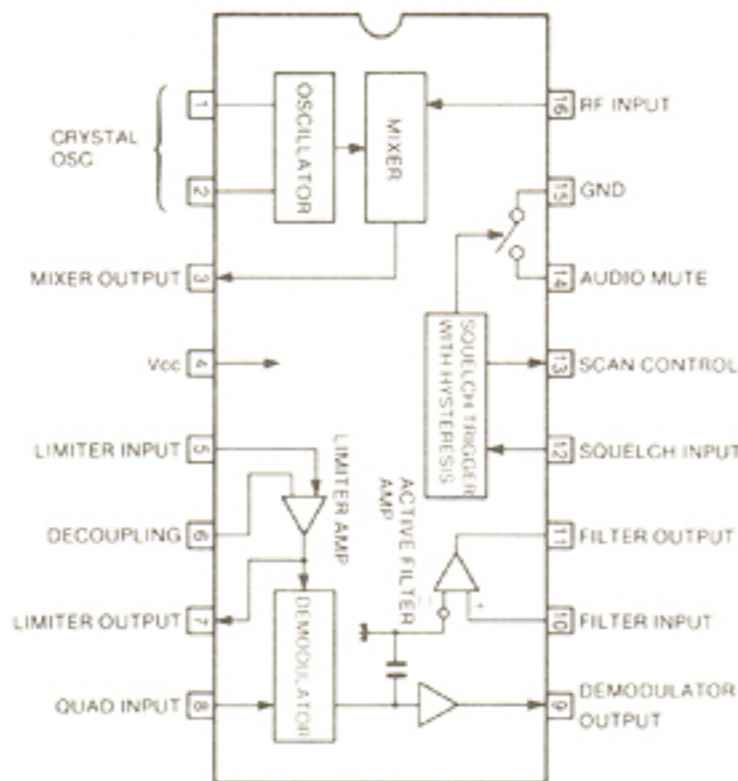 CRYSTAL
OSC
1
2
MIXER OUTPUT
3
Vcc
4
LIMITER INPUT
5
DECOUPLING
6
LIMITER OUTPUT
7
QUAD INPUT
8
OSCILLATOR
MIXER
SQUELCH TRIGGER
WITH HYSTERESIS
LIMITER AMP
ACTIVE FILTER
AMP
DEMODULATOR
-
+
16
RF INPUT
15
GND
14
AUDIO MUTE
13
SCAN CONTROL
12
SQUELCH INPUT
11
FILTER OUTPUT
10
FILTER INPUT
9
DEMODULATOR
OUTPUT